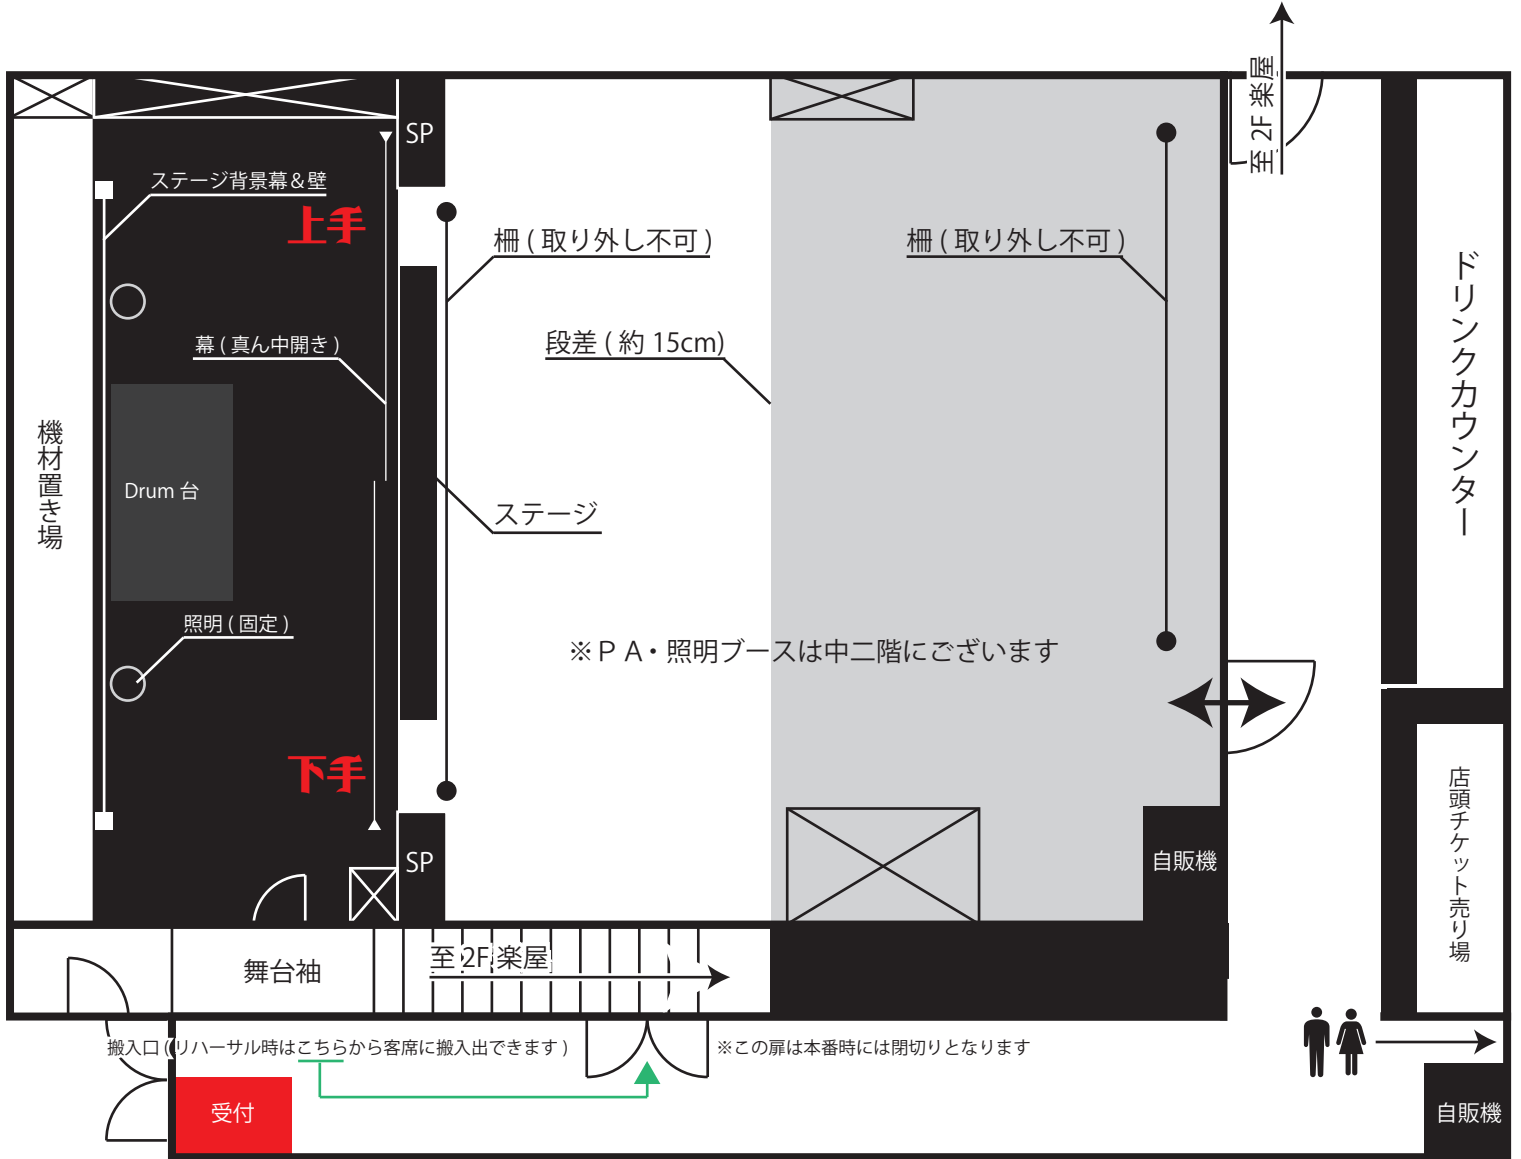 至 2F 楽屋
SP
ステージ背景幕＆壁
上手
柵 ( 取り外し不可 )
柵 ( 取り外し不可 )
幕 ( 真ん中開き )
段差 ( 約 15cm)
ドリンクカウンター
機材置き場
Drum 台
ステージ
照明 ( 固定 )
※ＰＡ・照明ブースは中二階にございます
下手
SP
自販機
店頭チケット売り場
舞台袖
至 2F 楽屋
搬入口 ( リハーサル時はこちらから客席に搬入出できます )
※この扉は本番時には閉切りとなります
受付
自販機